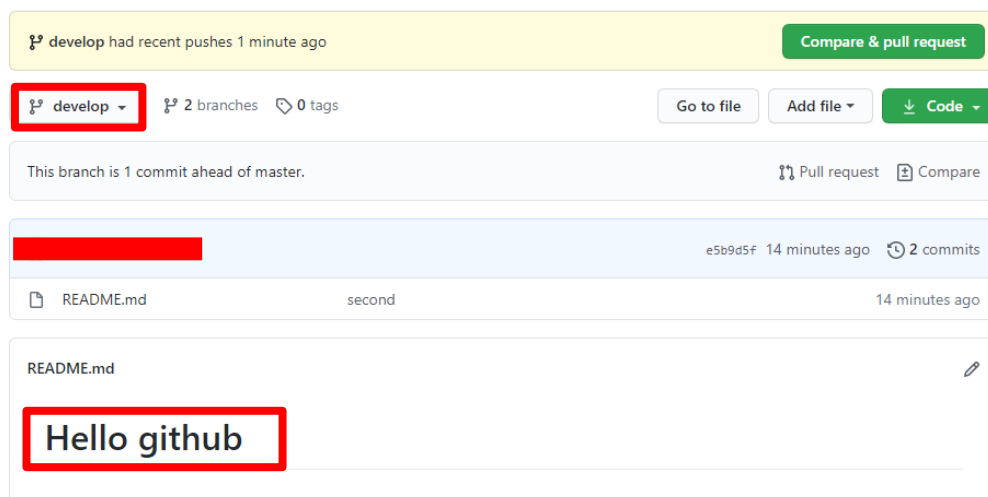 develop had recent pushes 1 minute ago Compare & pull request
develop 2 branches 0 tags Go to file Add file Code
This branch is 1 commit ahead of master. Pull request Compare
e5b9d5f 14 minutes ago 2 commits
README.md second 14 minutes ago
README.md
Hello github